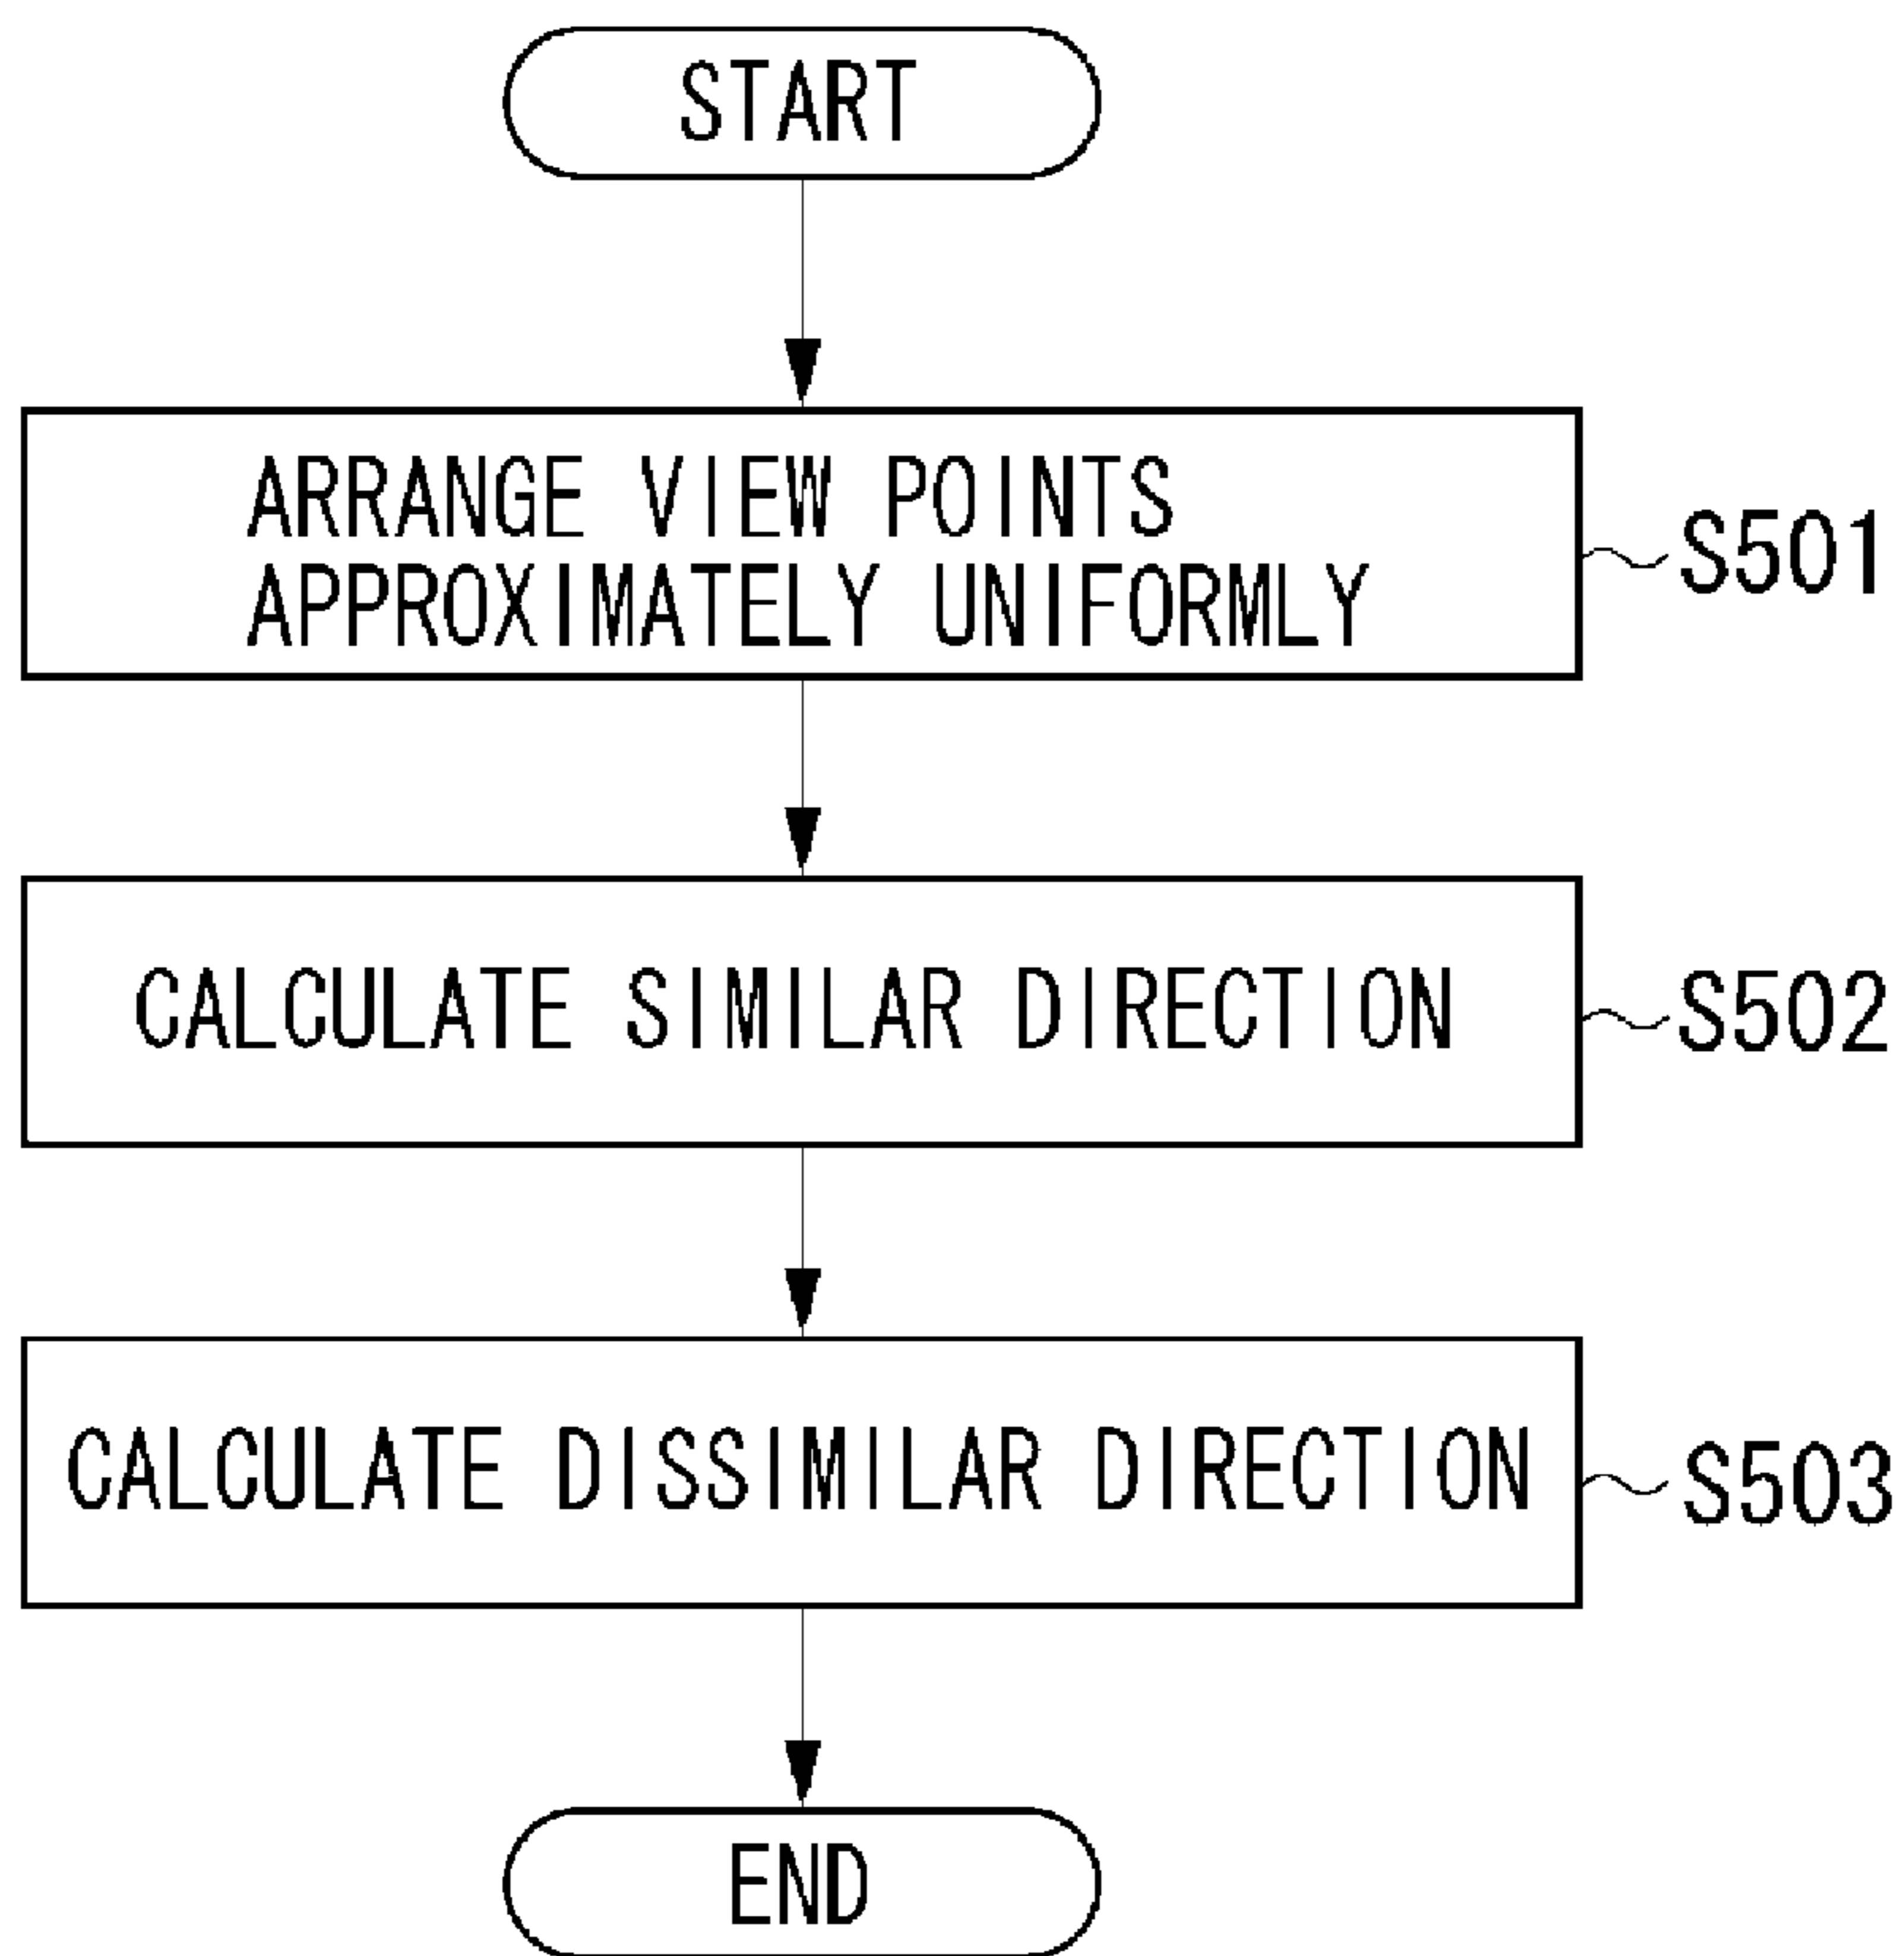 START
ARRANGE VIEW POINTS
APPROXIMATELY UNIFORMLY
S501
CALCULATE SIMILAR DIRECTION
S502
CALCULATE DISSIMILAR DIRECTION
S503
END